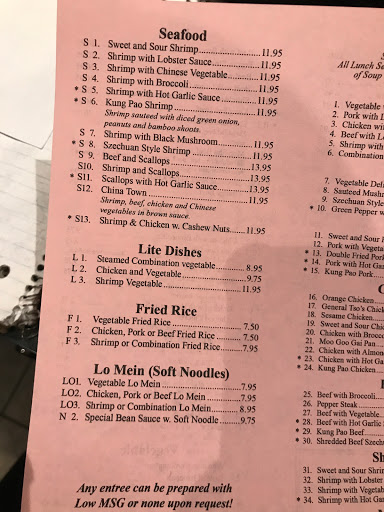 Seafood
S 1. Sweet and Sour Shrimp 11.95
S 2. Shrimp with Lobster Sauce 11.95
S 3. Shrimp with Chinese Vegetable 11.95
S 4. Shrimp with Broccoli 11.95
* S 5. Shrimp with Hot Garlic Sauce 11.95
* S 6. Kung Pao Shrimp 11.95
Shrimp sauteed with diced green onion,
peanuts and bamboo shoots.
S 7. Shrimp with Black Mushroom 11.95
* S 8. Szechuan Style Shrimp 11.95
S 9. Beef and Scallops 13.95
S10. Shrimp and Scallops 13.95
* S11. Scallops with Hot Garlic Sauce 13.95
S12. China Town 11.95
Shrimp, beef, chicken and Chinese
vegetables in brown sauce.
* S13. Shrimp & Chicken w. Cashew Nuts 11.95
Lite Dishes
L 1. Steamed Combination vegetable 8.95
L 2. Chicken and Vegetable 9.75
L 3. Shrimp Vegetable 11.95
Fried Rice
F 1. Vegetable Fried Rice 7.50
F 2. Chicken, Pork or Beef Fried Rice 7.50
F 3. Shrimp or Combination Fried Rice 7.95
Lo Mein (Soft Noodles)
LO1. Vegetable Lo Mein 7.95
LO2. Chicken, Pork or Beef Lo Mein 7.95
LO3. Shrimp or Combination Lo Mein 8.95
N 2. Special Bean Sauce w. Soft Noodle 9.75
Any entree can be prepared with
Low MSG or none upon request!
All Lunch
of Soup
1. Vegetable
2. Pork with
3. Chicken
4. Beef with
5. Shrimp with
6. Combination
7. Vegetable
8. Sauteed
9. Szechuan
* 10. Green Pepper
11. Sweet and Sour
12. Pork with
* 13. Double Fried
* 14. Pork with Hot
* 15. Kung Pao Pork
16. Orange Chicken
17. General Tso's
18. Sesame Chicken
19. Sweet and Sour
20. Chicken with
21. Moo Goo Gai Pan
22. Chicken with
* 23. Chicken with Hot
* 24. Kung Pao Chicken
25. Beef with Broccoli
26. Pepper Steak
27. Beef with Vegetable
* 28. Beef with Hot
* 29. Kung Pao Beef
* 30. Shredded Beef
31. Sweet and Sour
32. Shrimp with Lobster
33. Shrimp with Vegetable
* 34. Shrimp with Hot